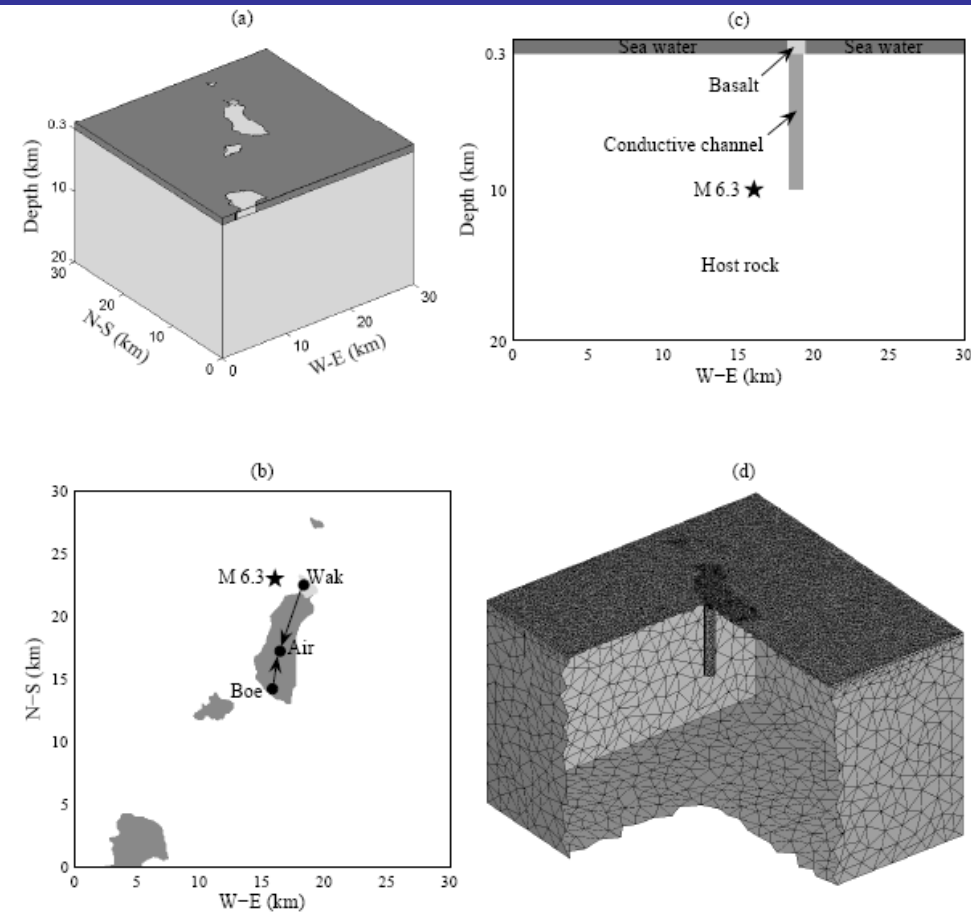 (a)
Depth (km)
0.3
10
20
30
20
10
0
N-S (km)
0
10
20
30
W-E (km)
(c)
Sea water
Sea water
0.3
Basalt
Conductive channel
Depth (km)
10
M 6.3
Host rock
20
0
5
10
15
20
25
30
W−E (km)
(b)
30
25
M 6.3
Wak
20
Air
N−S (km)
15
Boe
10
5
0
0
5
10
15
20
25
30
W−E (km)
(d)